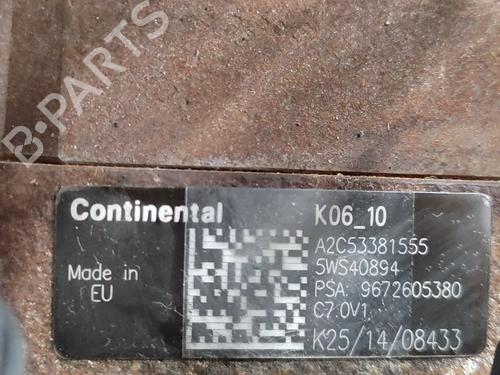 B-PARTS
Continental
K06_10
A2C53381555
5WS40894
Made in
EU
PSA: 9672605380
C7.0V1
K25/14/08433